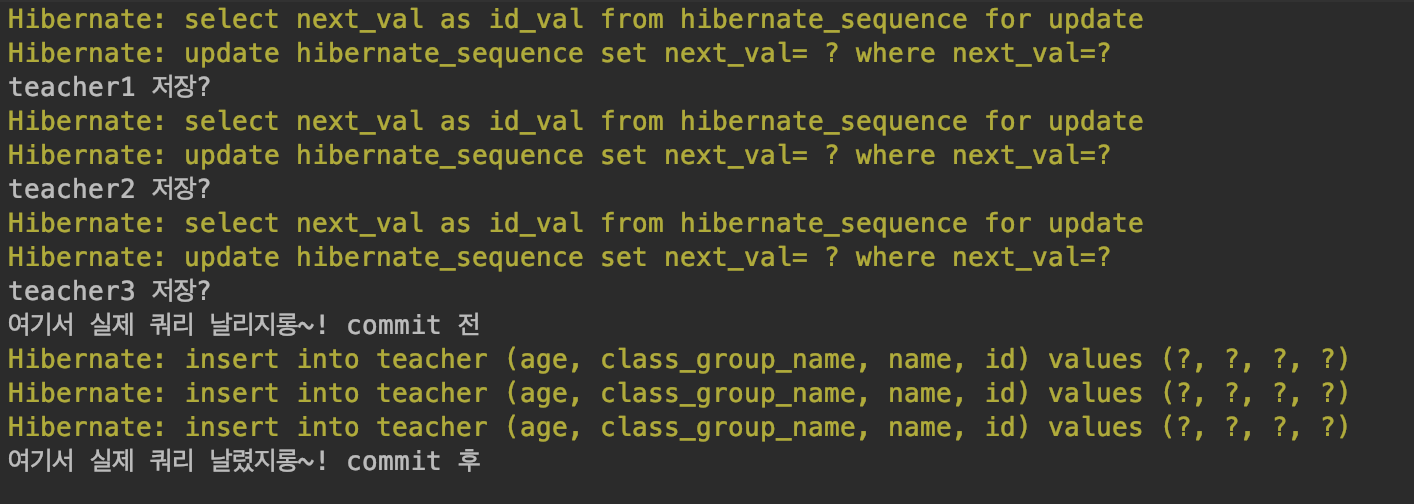 Hibernate: select next_val as id_val from hibernate_sequence for update
Hibernate: update hibernate_sequence set next_val= ? where next_val=?
teacher1 저장?
Hibernate: select next_val as id_val from hibernate_sequence for update
Hibernate: update hibernate_sequence set next_val= ? where next_val=?
teacher2 저장?
Hibernate: select next_val as id_val from hibernate_sequence for update
Hibernate: update hibernate_sequence set next_val= ? where next_val=?
teacher3 저장?
여기서 실제 쿼리 날리지롱~! commit 전
Hibernate: insert into teacher (age, class_group_name, name, id) values (?, ?, ?, ?)
Hibernate: insert into teacher (age, class_group_name, name, id) values (?, ?, ?, ?)
Hibernate: insert into teacher (age, class_group_name, name, id) values (?, ?, ?, ?)
여기서 실제 쿼리 날렸지롱~! commit 후